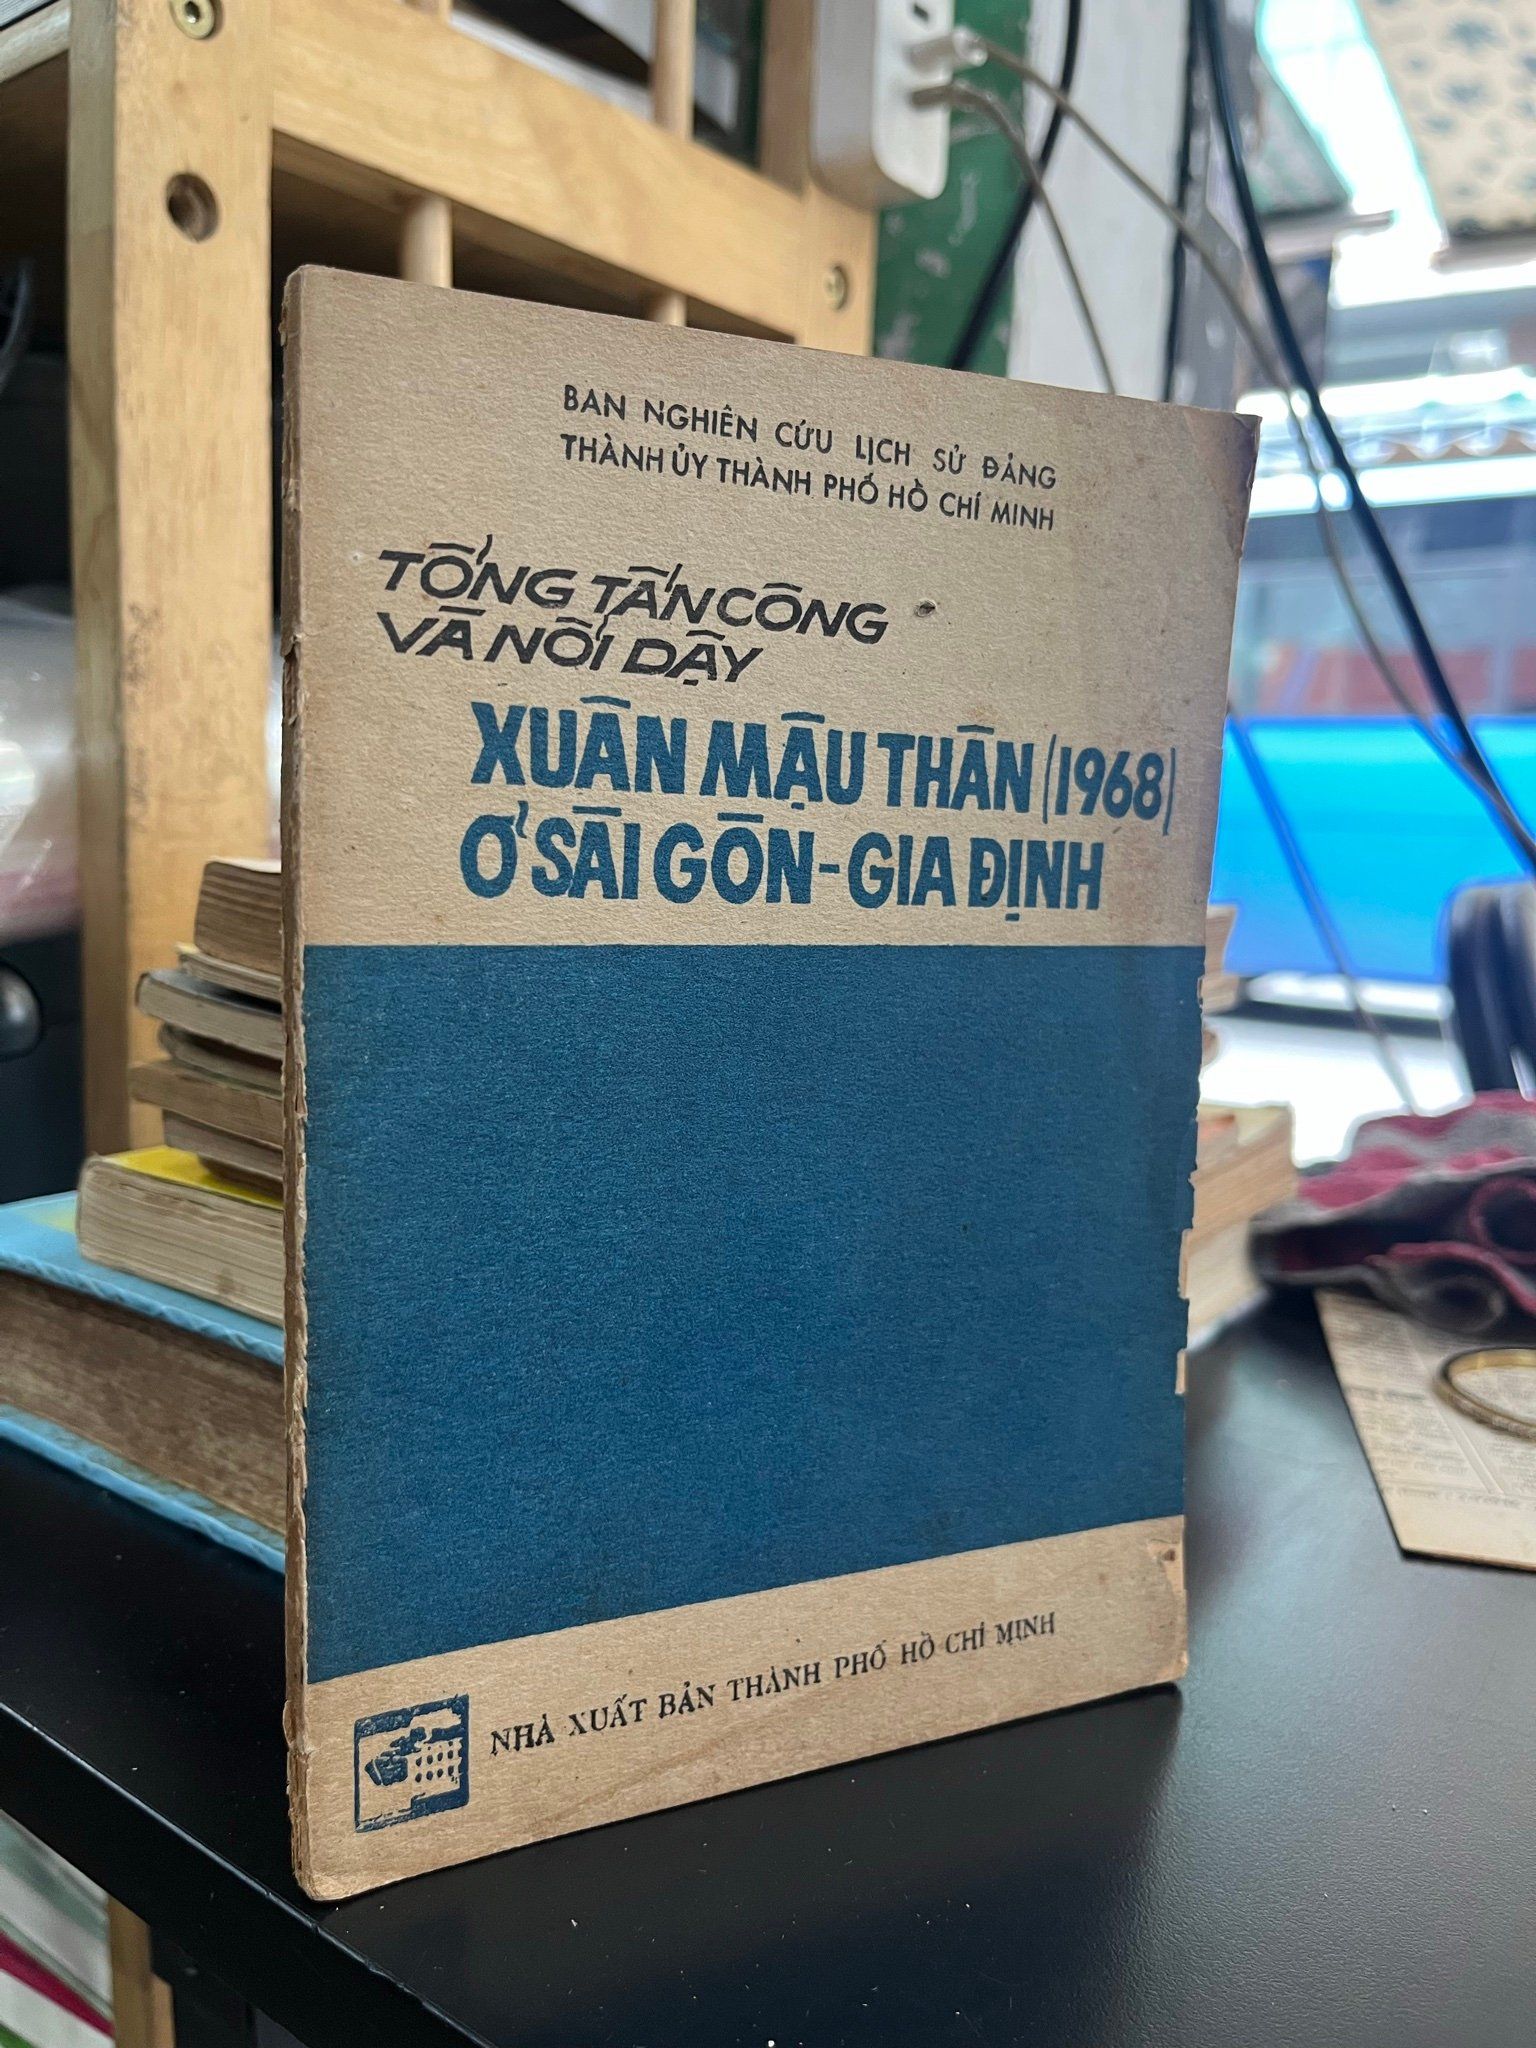 BAN NGHIÊN CỨU LỊCH SỬ ĐẢNG
THÀNH ỦY THÀNH PHỐ HỒ CHÍ MINH
TỔNG TẤN CÔNG
VÀ NỔI DẬY
XUÂN MẬU THÂN (1968)
Ở SÀI GÒN-GIA ĐỊNH
NHÀ XUẤT BẢN THÀNH PHỐ HỒ CHÍ MINH